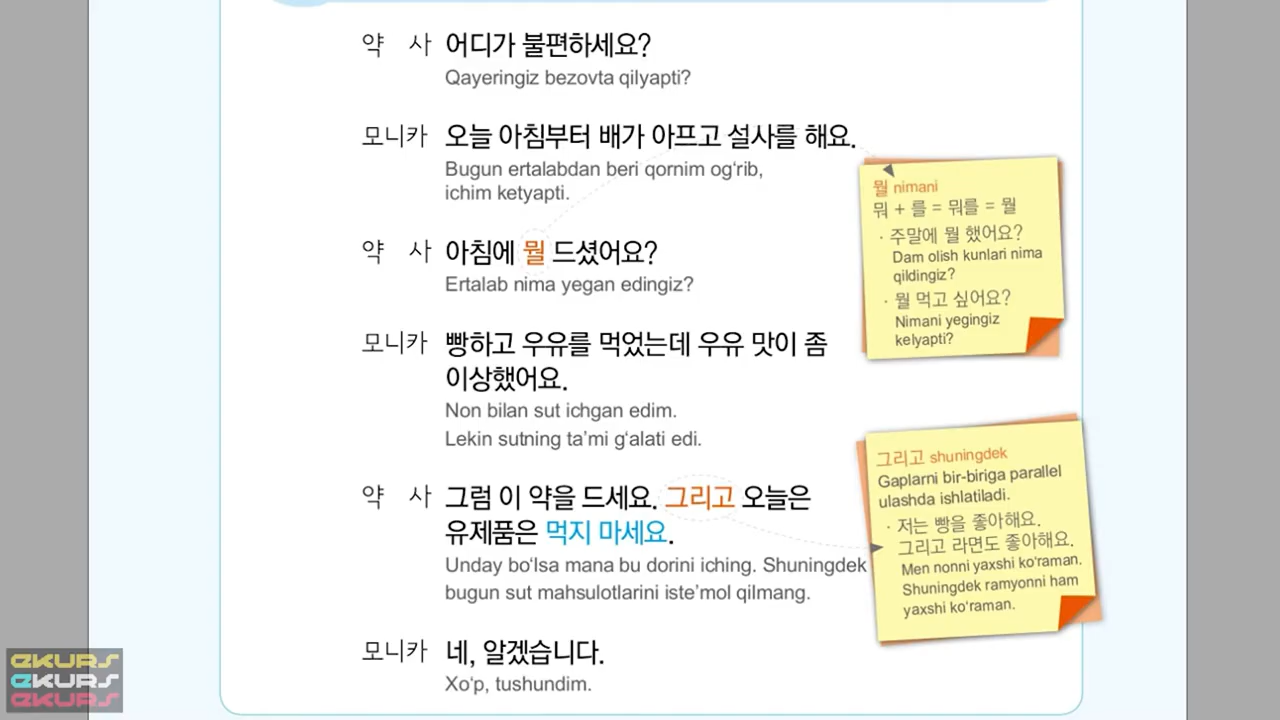 약 사 어디가 불편하세요?
Qayeringiz bezovta qilyapti?
모니카 오늘 아침부터 배가 아프고 설사를 해요.
Bugun ertalabdan beri qornim og‘rib,
ichim ketyapti.
약 사 아침에 뭘 드셨어요?
Ertalab nima yegan edingiz?
모니카 빵하고 우유를 먹었는데 우유 맛이 좀
이상했어요.
Non bilan sut ichgan edim.
Lekin sutning ta’mi g‘alati edi.
약 사 그럼 이 약을 드세요. 그리고 오늘은
유제품은 먹지 마세요.
Unday bo‘lsa mana bu dorini iching. Shuningdek
bugun sut mahsulotlarini iste’mol qilmang.
모니카 네, 알겠습니다.
Xo‘p, tushundim.
뭘 nimani
뭐 + 를 = 뭐를 = 뭘
· 주말에 뭘 했어요?
Dam olish kunlari nima
qildingiz?
· 뭘 먹고 싶어요?
Nimani yegingiz
kelyapti?
그리고 shuningdek
Gaplarni bir-biriga parallel
ulashda ishlatiladi.
· 저는 빵을 좋아해요.
그리고 라면도 좋아해요.
Men nonni yaxshi ko‘raman.
Shuningdek ramyonni ham
yaxshi ko‘raman.
eKURS
eKURS
eKURS